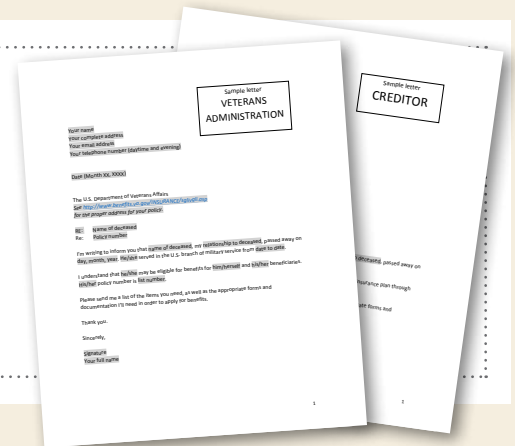 Sample letter
VETERANS
ADMINISTRATION
Your name
your complete address
Your email address
Your telephone number (daytime and evening)
Date (Month XX, XXXX)
The U.S. Department of Veterans Affairs
See
for the proper address for your policy.
RE: Name of deceased
Re: Policy number
I'm writing to inform you that name of deceased, my relationship to deceased, passed away on
day, month, year. He/she served in the U.S. branch of military service from date to date.
I understand that he/she may be eligible for benefits for him/herself and his/her beneficiaries.
His/her policy number is list number.
Please send me a list of the items you need, as well as the appropriate forms and
documentation I'll need in order to apply for benefits.
Thank you.
Sincerely,
Signature
Your full name
1
Sample letter
CREDITOR
deceased, passed away on
insurance plan through
forms and
1